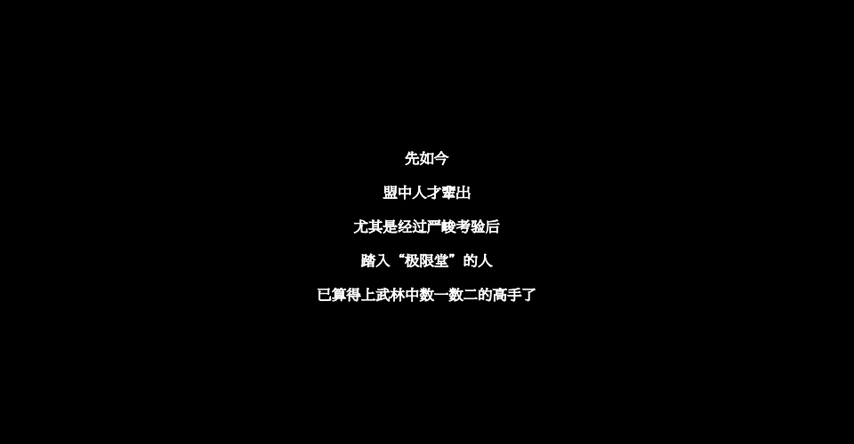 先如今
盟中人才辈出
尤其是经过严峻考验后
踏入“极限堂”的人
已算得上武林中数一数二的高手了